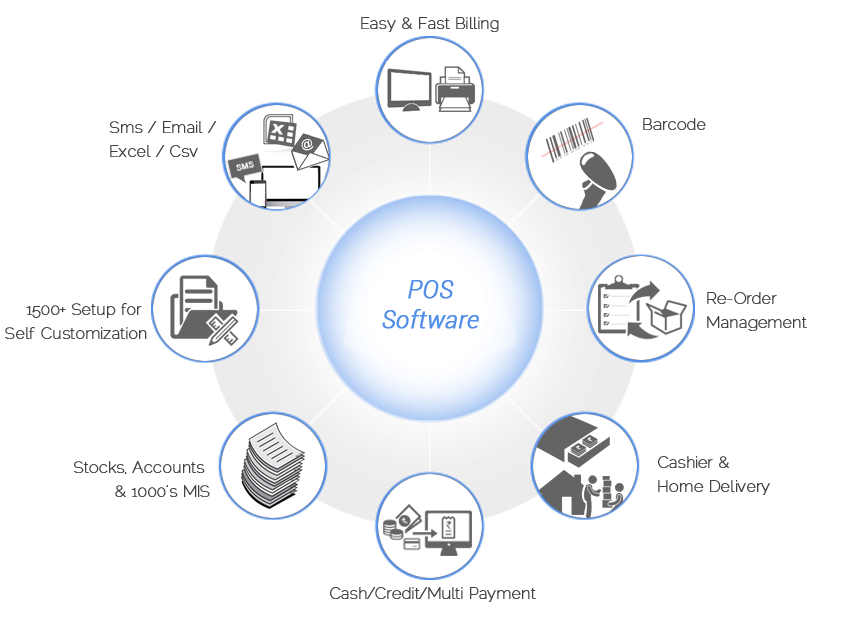 Easy & Fast Billing
Barcode
Re-Order
Management
Cashier &
Home Delivery
Cash/Credit/Multi Payment
Stocks, Accounts
& 1000's MIS
1500+ Setup for
Self Customization
Sms / Email /
Excel / Csv
X
@
SMS
POS
Software